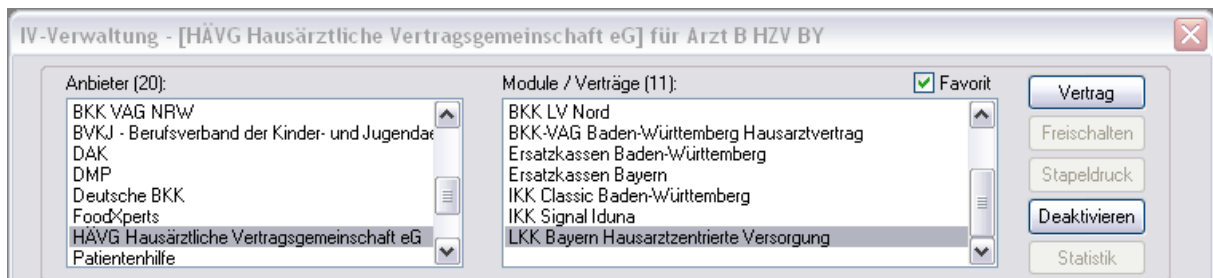 IV-Verwaltung - [HÄVG Hausärztliche Vertragsgemeinschaft eG] für Arzt B HZV BY
Anbieter (20):
BKK VAG NRW
BVKJ - Berufsverband der Kinder- und Jugendae
DAK
DMP
Deutsche BKK
FoodXperts
HÄVG Hausärztliche Vertragsgemeinschaft eG
Patientenhilfe
Module / Verträge (11):
Favorit
BKK LV Nord
BKK-VAG Baden-Württemberg Hausarztvertrag
Ersatzkassen Baden-Württemberg
Ersatzkassen Bayern
IKK Classic Baden-Württemberg
IKK Signal Iduna
LKK Bayern Hausarztzentrierte Versorgung
Vertrag
Freischalten
Stapeldruck
Deaktivieren
Statistik